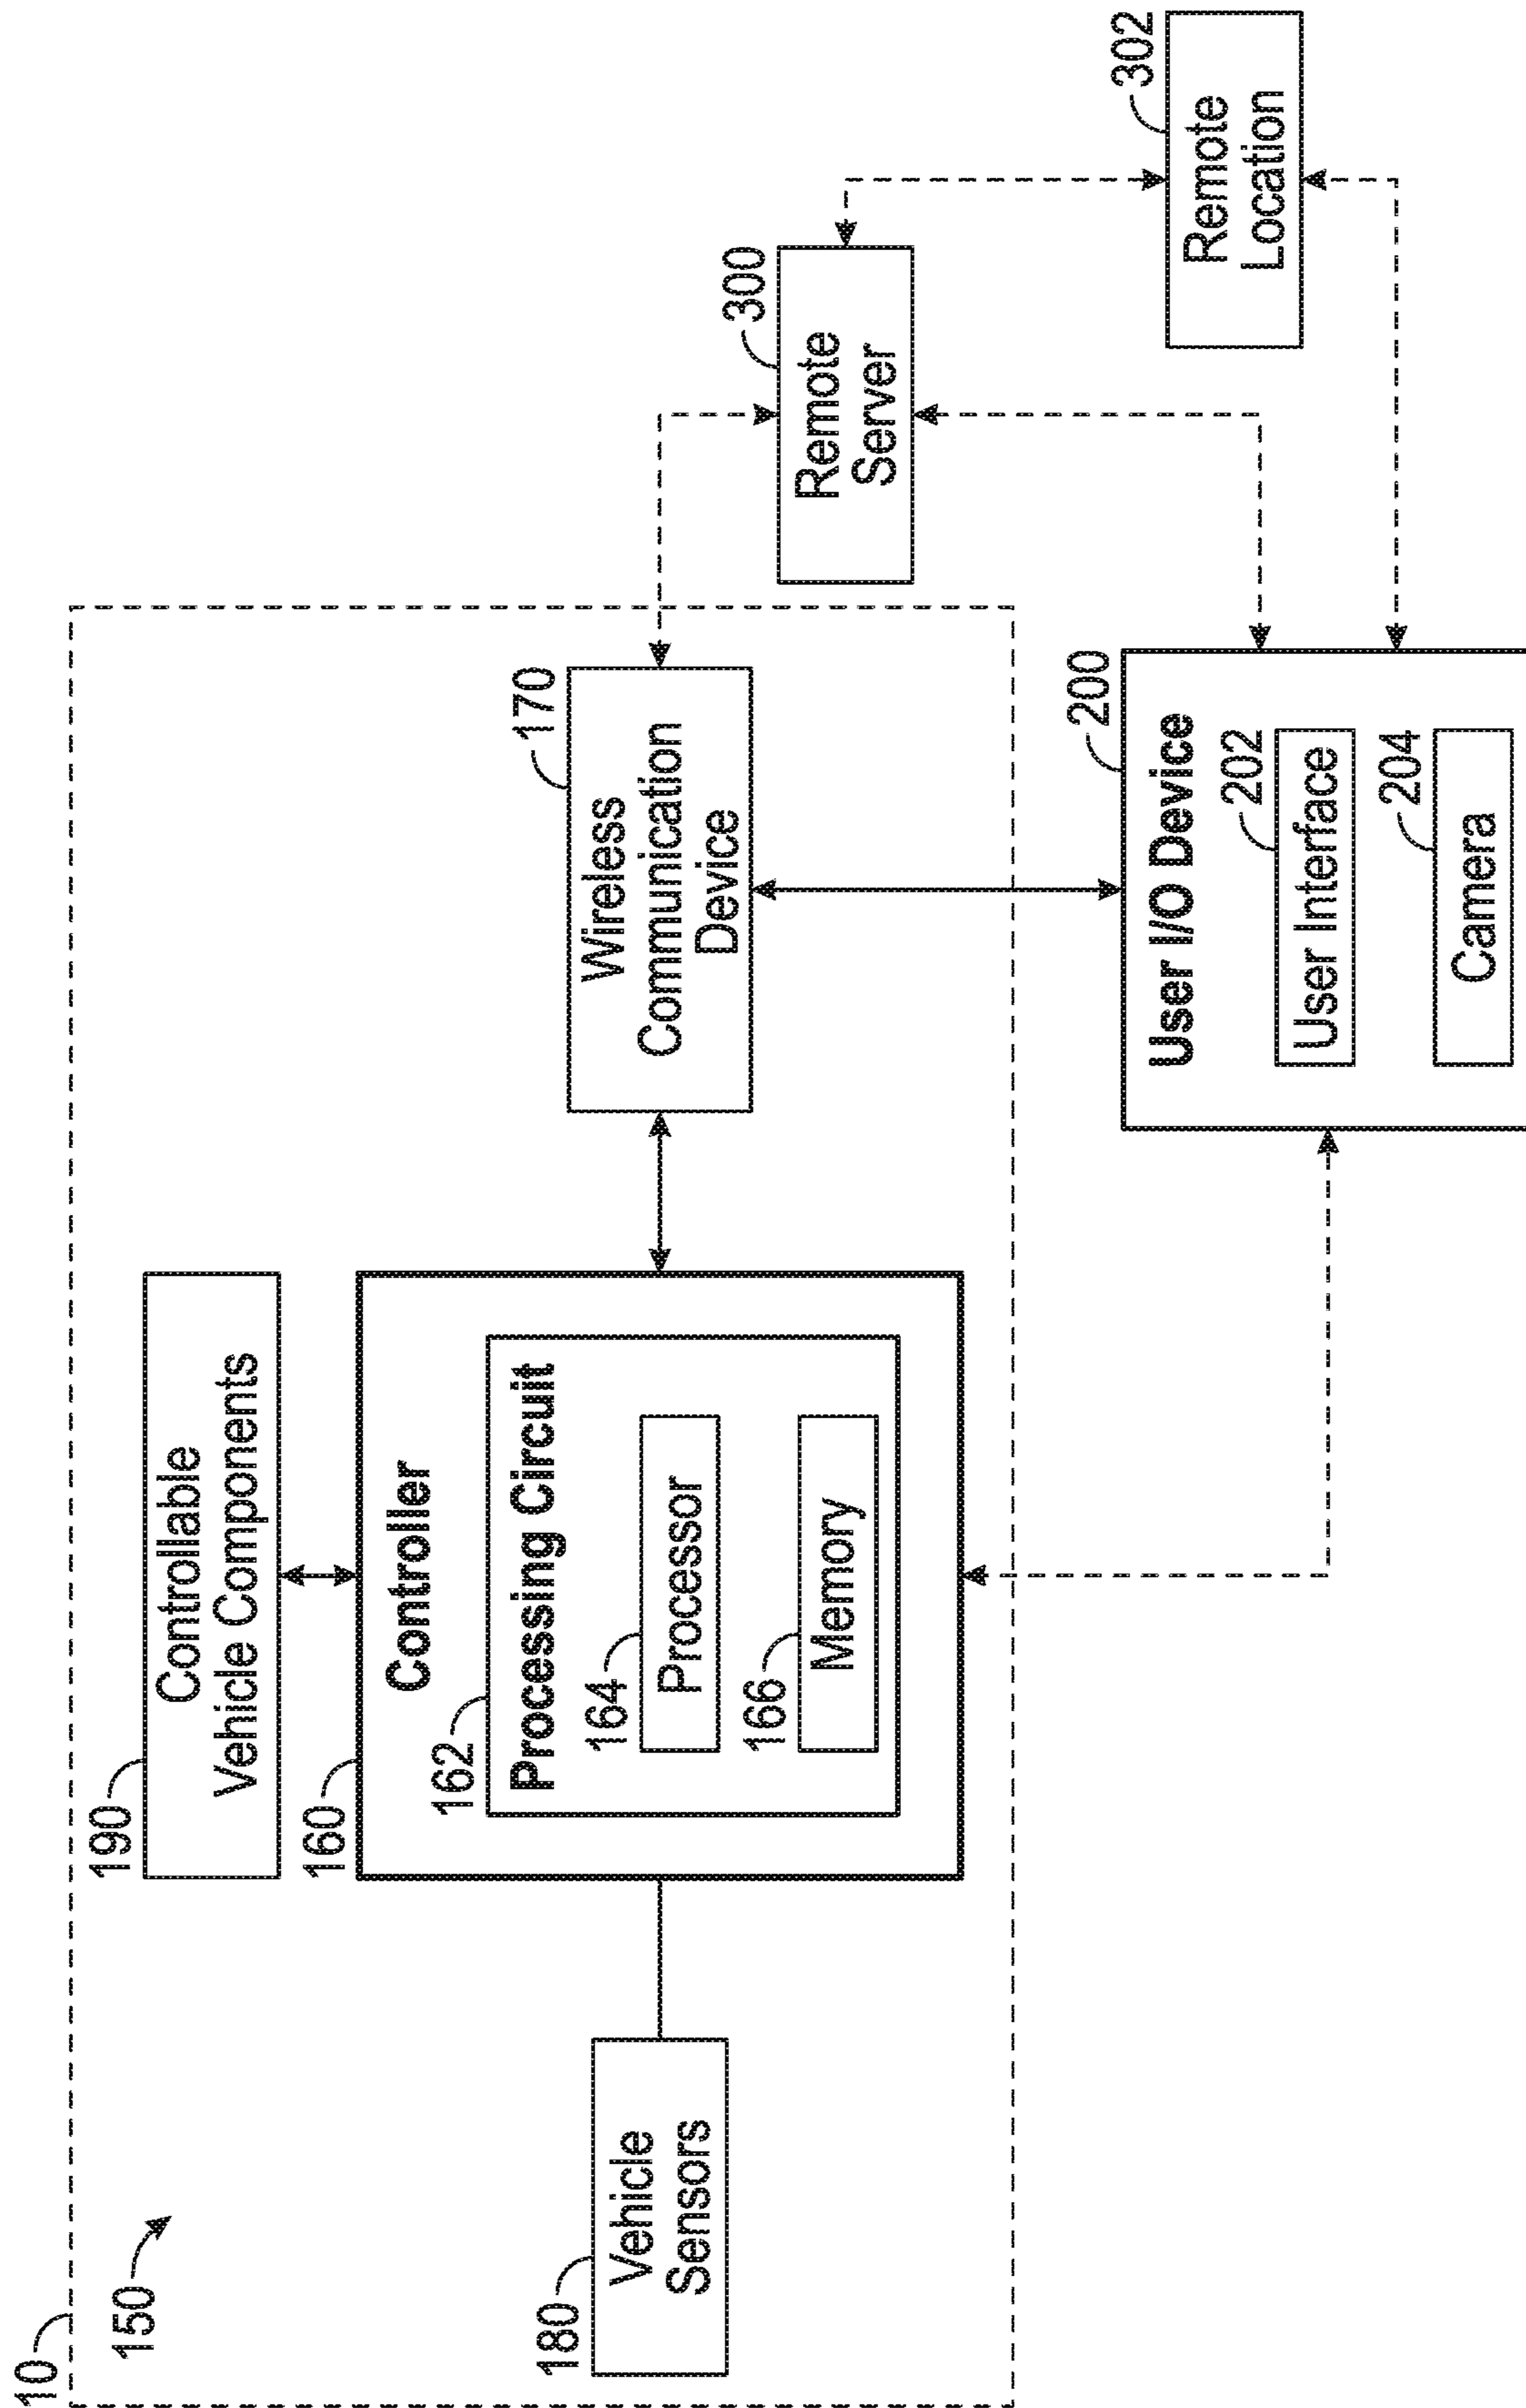 10
150
190
Controllable
Vehicle Components
160
Controller
162
Processing Circuit
164
Processor
166
Memory
180
Vehicle
Sensors
170
Wireless
Communication
Device
300
Remote
Server
302
Remote
Location
200
User I/O Device
202
User Interface
204
Camera